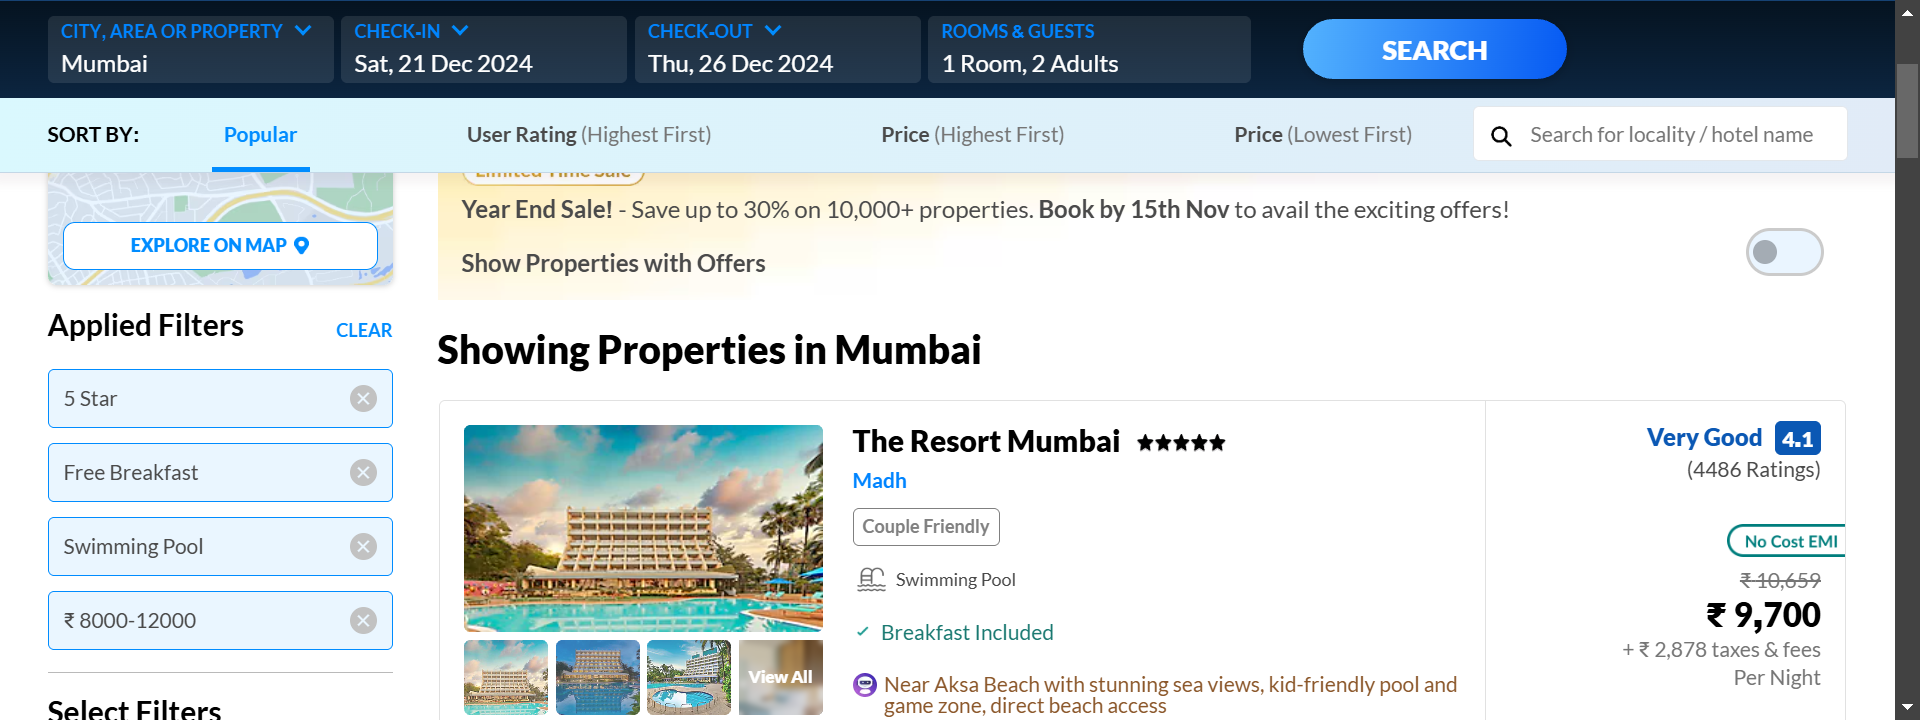 CITY, AREA OR PROPERTY
Mumbai
CHECK-IN
Sat, 21 Dec 2024
CHECK-OUT
Thu, 26 Dec 2024
ROOMS & GUESTS
1 Room, 2 Adults
SEARCH
SORT BY:
Popular
User Rating (Highest First)
Price (Highest First)
Price (Lowest First)
Search for locality / hotel name
EXPLORE ON MAP
Limited Time Sale
Year End Sale! - Save up to 30% on 10,000+ properties. Book by 15th Nov to avail the exciting offers!
Show Properties with Offers
Applied Filters
CLEAR
5 Star
Free Breakfast
Swimming Pool
₹ 8000-12000
Select Filters
Showing Properties in Mumbai
View All
The Resort Mumbai
Madh
Couple Friendly
Swimming Pool
Breakfast Included
Near Aksa Beach with stunning sea views, kid-friendly pool and
game zone, direct beach access
Very Good 4.1
(4486 Ratings)
No Cost EMI
₹ 10,659
₹ 9,700
+ ₹ 2,878 taxes & fees
Per Night